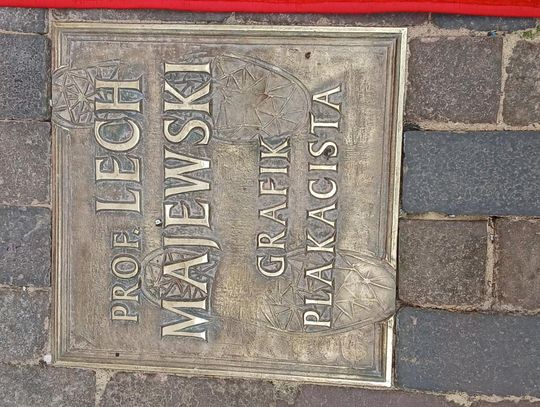 PROF. LECH
MAJEWSKI
GRAFIK
PLAKACISTA